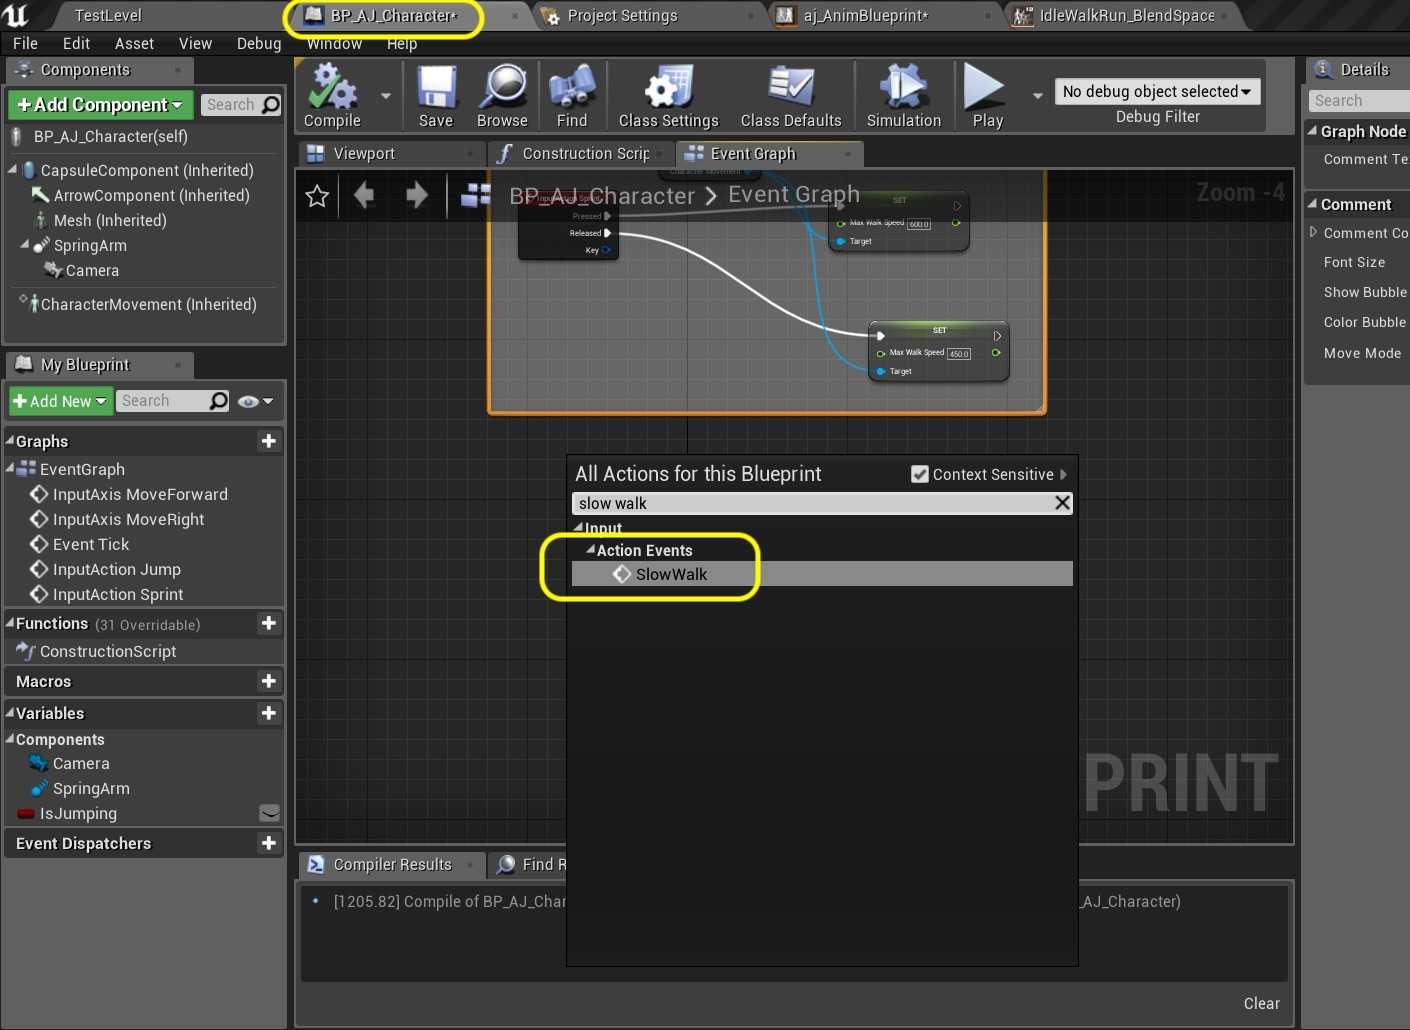 TestLevel
BP_AJ_Character*
Project Settings
aj_AnimBlueprint*
IdleWalkRun_BlendSpace
File Edit Asset View Debug Window Help
Components
Add Component
Search
BP_AJ_Character(self)
CapsuleComponent (Inherited)
ArrowComponent (Inherited)
Mesh (Inherited)
SpringArm
Camera
CharacterMovement (Inherited)
My Blueprint
Add New
Search
Graphs
EventGraph
InputAxis MoveForward
InputAxis MoveRight
Event Tick
InputAction Jump
InputAction Sprint
Functions (31 Overridable)
ConstructionScript
Macros
Variables
Components
Camera
SpringArm
IsJumping
Event Dispatchers
Compile
Save
Browse
Find
Class Settings
Class Defaults
Simulation
Play
No debug object selected
Debug Filter
Viewport
Construction Scrip
Event Graph
BP_AJ_Character > Event Graph
Zoom -4
Character Movement
InputAction Sprint
Pressed
Released
Key
SET
Max Walk Speed 600.0
Target
SET
Max Walk Speed 450.0
Target
All Actions for this Blueprint
Context Sensitive
slow walk
Input
Action Events
SlowWalk
PRINT
Compiler Results
Find R
[1205.82] Compile of BP_AJ_Char
_AJ_Character)
Clear
Details
Search
Graph Node
Comment Te
Comment
Comment Co
Font Size
Show Bubble
Color Bubble
Move Mode